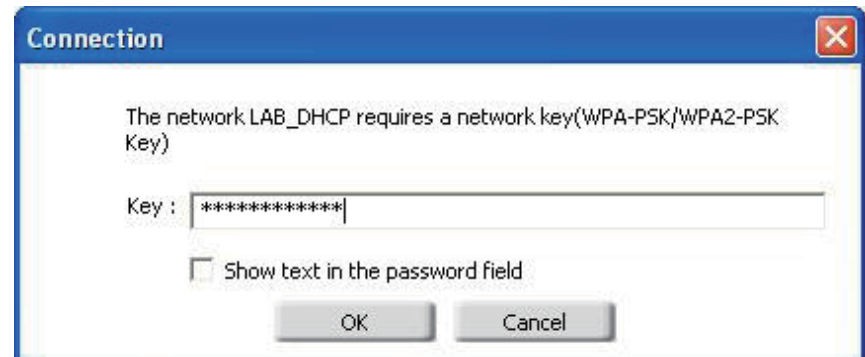 Connection
The network LAB_DHCP requires a network key(WPA-PSK/WPA2-PSK
Key)
Key : ************
Show text in the password field
OK Cancel